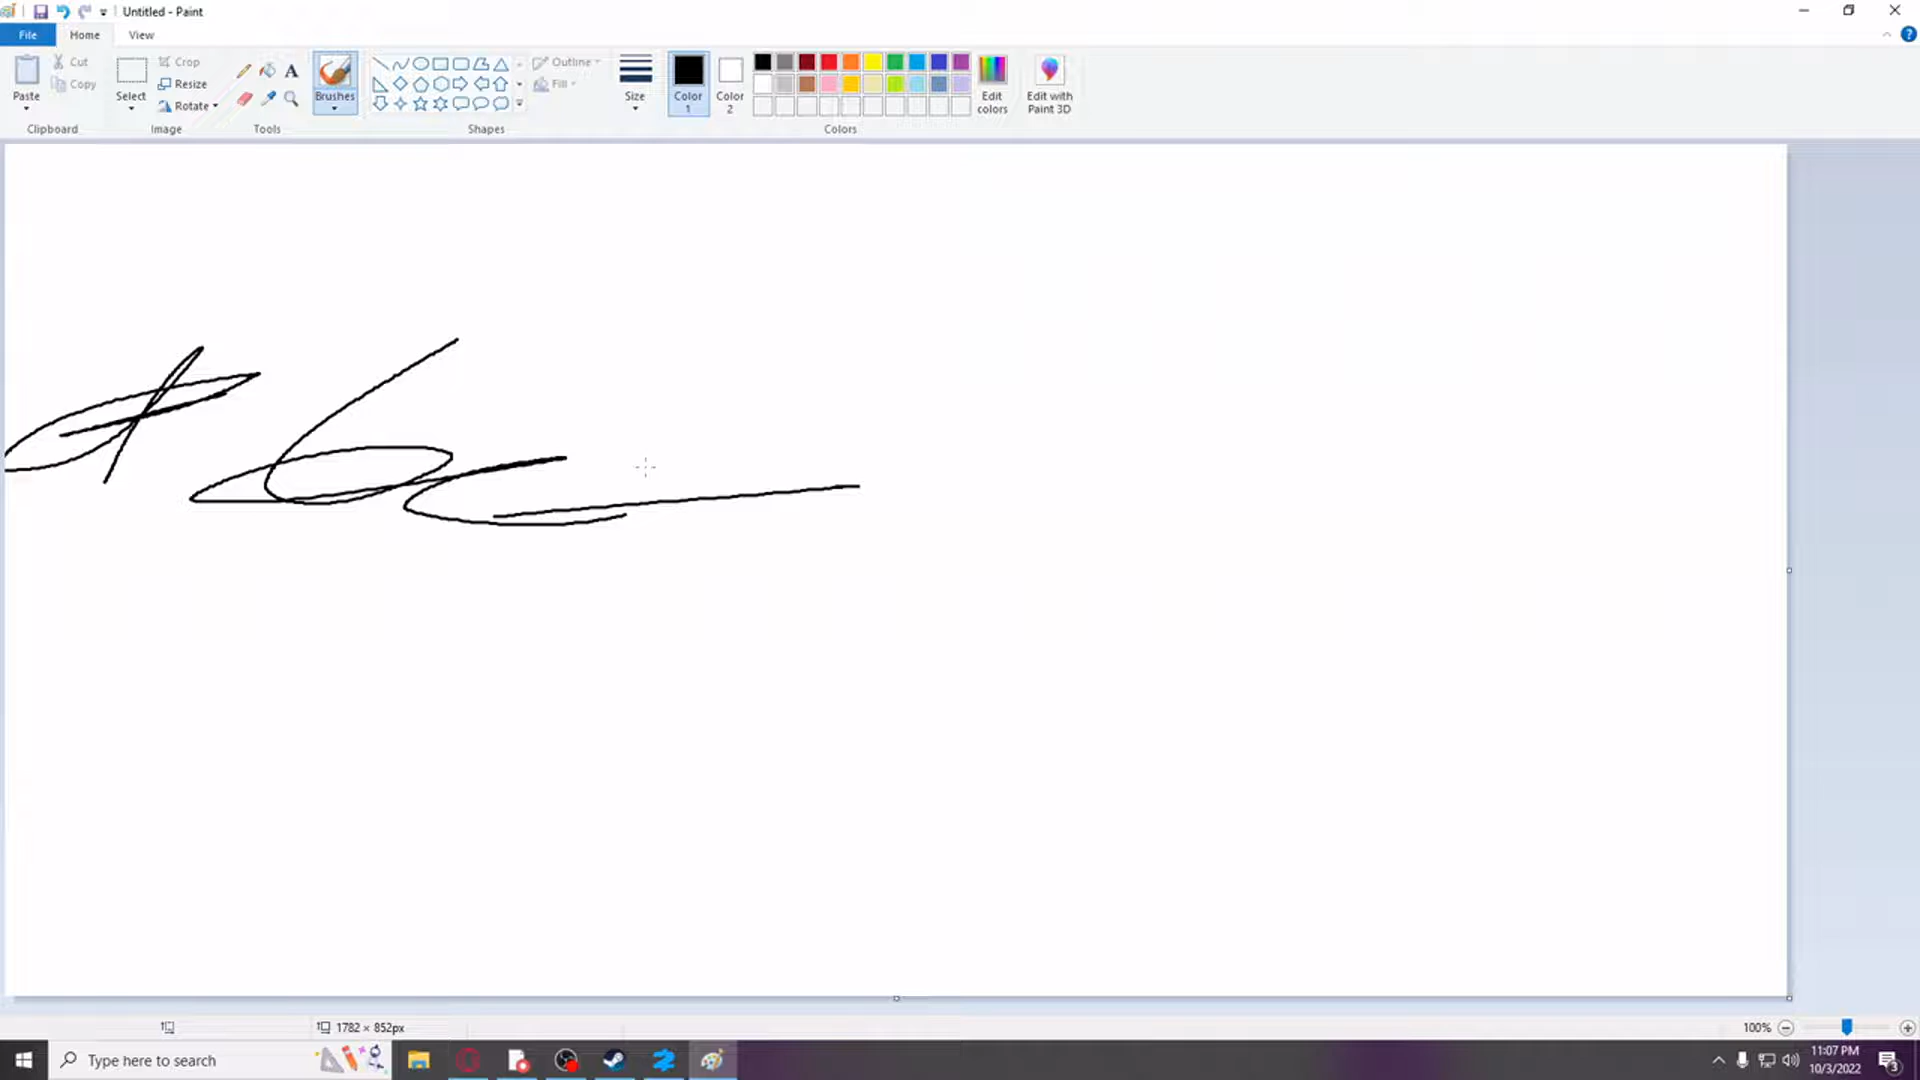 Untitled - Paint
File Home View
Paste
Cut
Copy
Clipboard
Select
Crop
Resize
Rotate
Image
A
Tools
Brushes
Shapes
Outline
Fill
Size
Color 1
Color 2
Colors
Edit colors
Edit with Paint 3D
1782 × 852px
100%
Type here to search
11:07 PM
10/3/2022
3